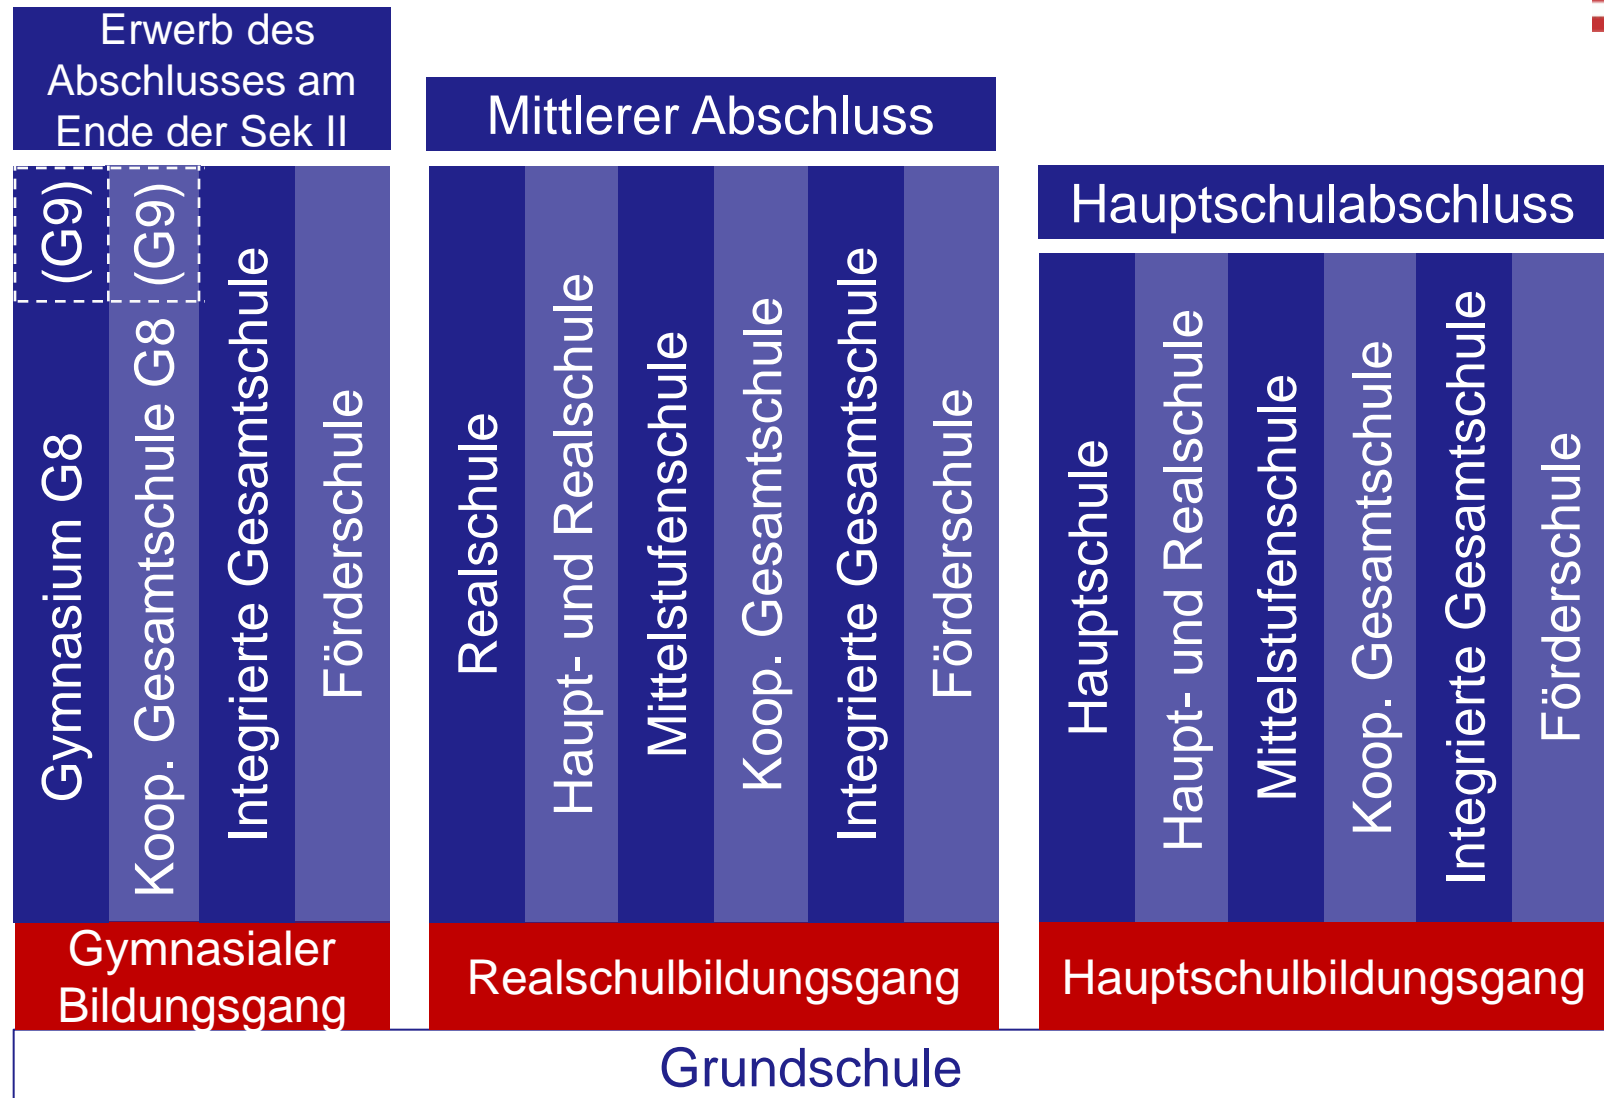 Erwerb des
Abschlusses am
Ende der Sek II
Mittlerer Abschluss
Hauptschulabschluss
Gymnasium G8 (G9)
Koop. Gesamtschule G8 (G9)
Integrierte Gesamtschule
Förderschule
Realschule
Haupt- und Realschule
Mittelstufenschule
Koop. Gesamtschule
Integrierte Gesamtschule
Förderschule
Hauptschule
Haupt- und Realschule
Mittelstufenschule
Koop. Gesamtschule
Integrierte Gesamtschule
Förderschule
Gymnasialer
Bildungsgang
Realschulbildungsgang
Hauptschulbildungsgang
Grundschule